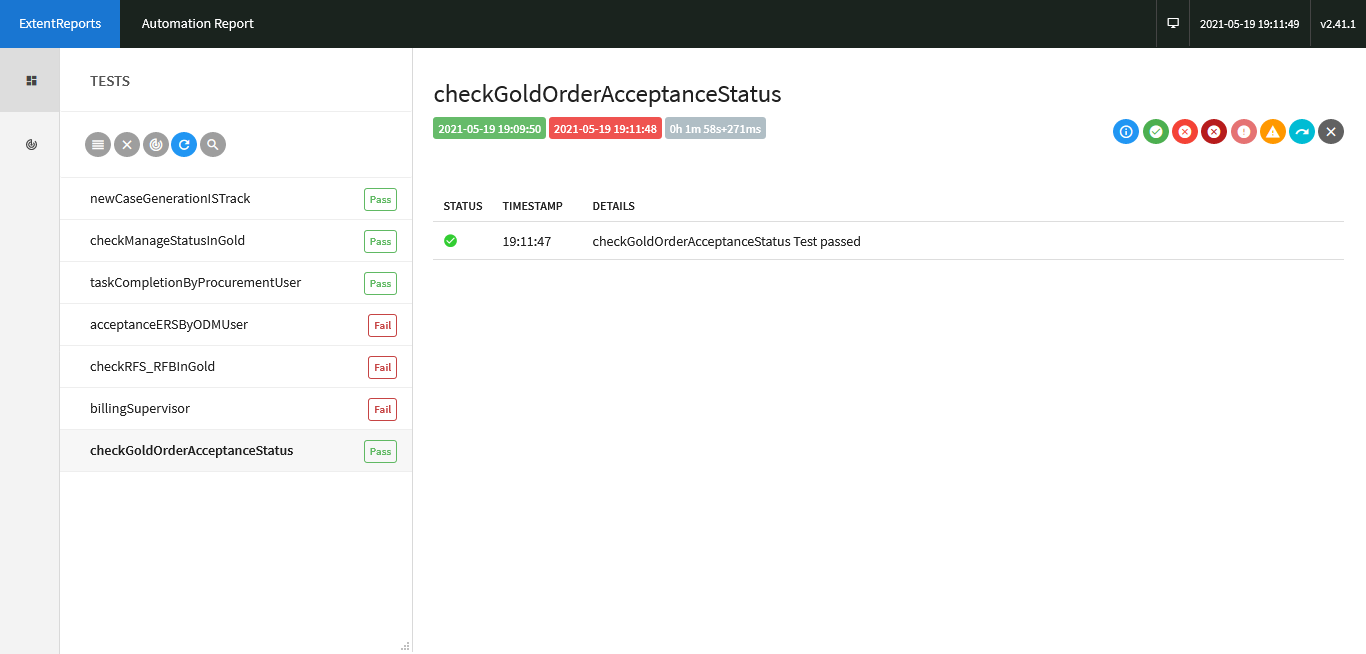 ExtentReports Automation Report 2021-05-19 19:11:49 v2.41.1
TESTS
newCaseGenerationISTrack Pass
checkManageStatusInGold Pass
taskCompletionByProcurementUser Pass
acceptanceERSByODMUser Fail
checkRFS_RFBInGold Fail
billingSupervisor Fail
checkGoldOrderAcceptanceStatus Pass
checkGoldOrderAcceptanceStatus
2021-05-19 19:09:50 2021-05-19 19:11:48 0h 1m 58s+271ms
STATUS TIMESTAMP DETAILS
19:11:47 checkGoldOrderAcceptanceStatus Test passed